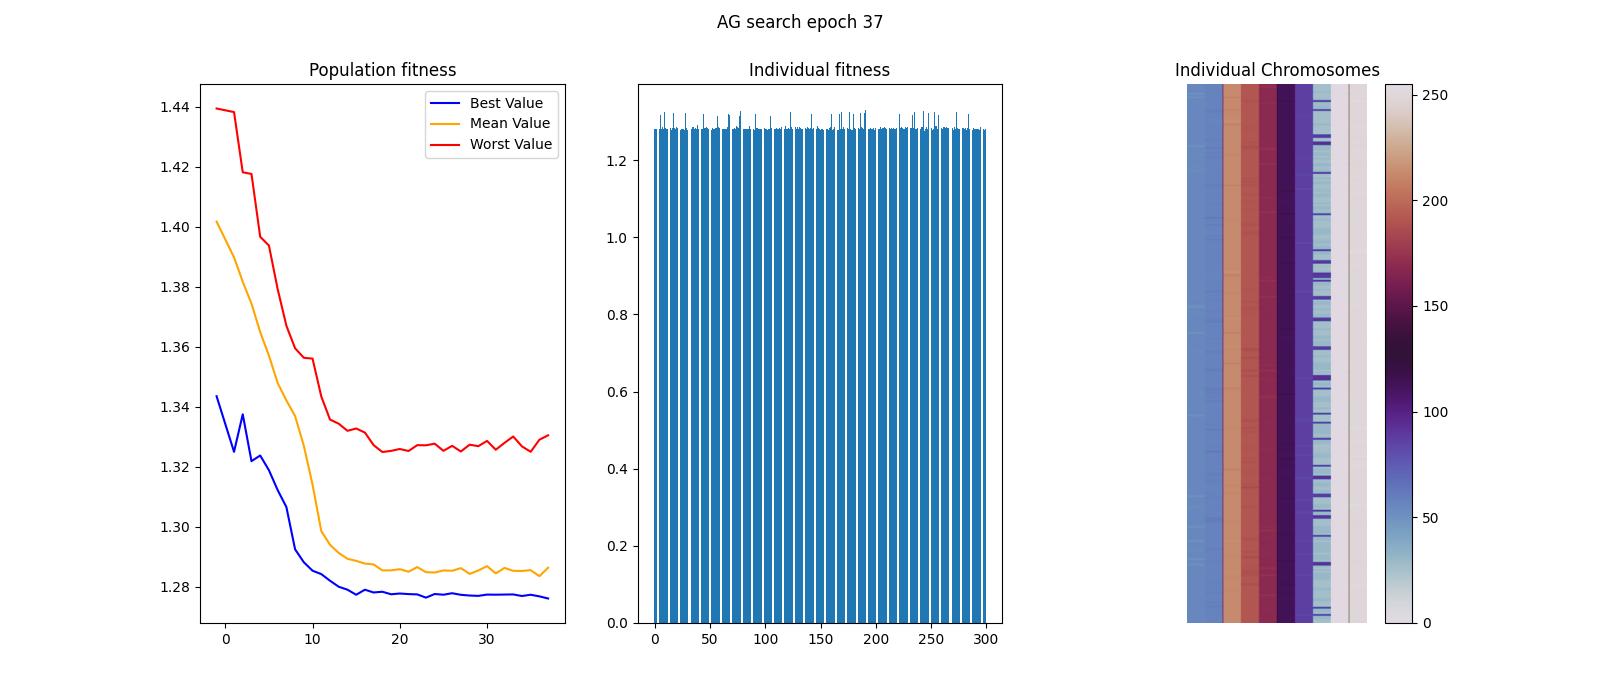 AG search epoch 37
Population fitness
Best Value
Mean Value
Worst Value
1.44
1.42
1.40
1.38
1.36
1.34
1.32
1.30
1.28
0 10 20 30
Individual fitness
1.2
1.0
0.8
0.6
0.4
0.2
0.0
0 50 100 150 200 250 300
Individual Chromosomes
250
200
150
100
50
0